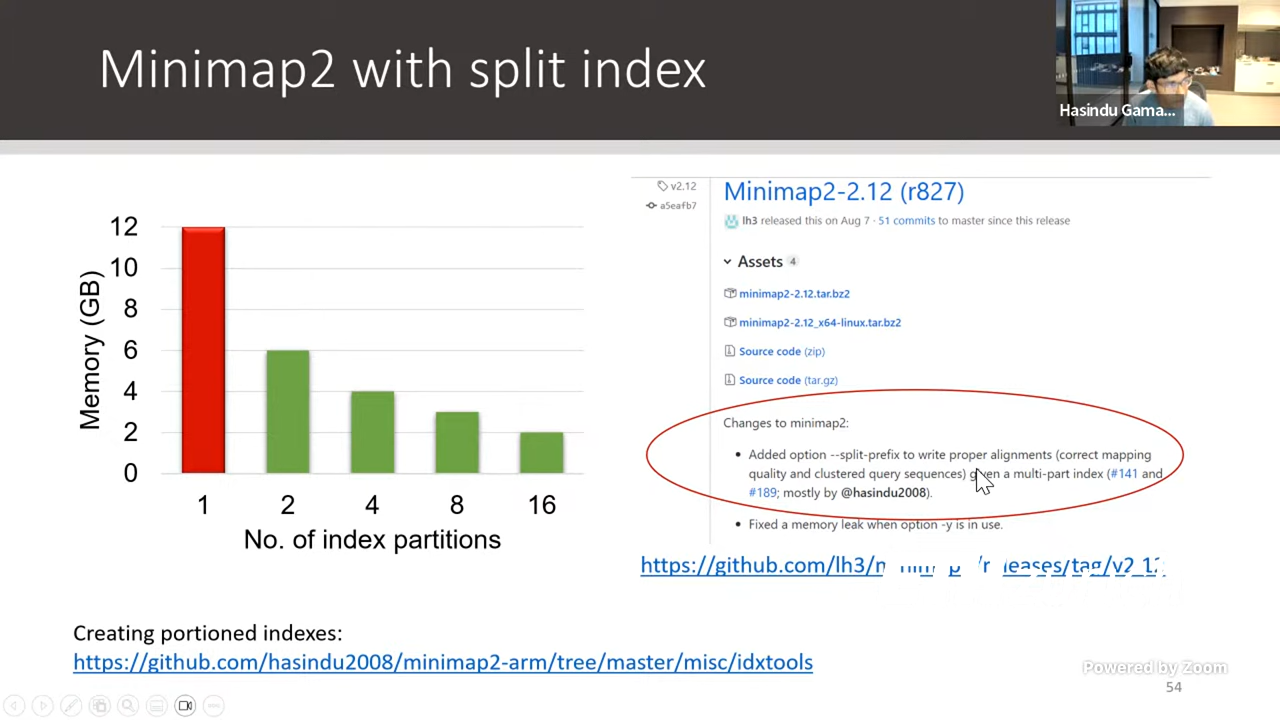 Minimap2 with split index
Hasindu Gama...
12
10
8
6
4
2
0
Memory (GB)
1 2 4 8 16
No. of index partitions
v2.12
a5eafb7
Minimap2-2.12 (r827)
lh3 released this on Aug 7 · 51 commits to master since this release
Assets 4
minimap2-2.12.tar.bz2
minimap2-2.12_x64-linux.tar.bz2
Source code (zip)
Source code (tar.gz)
Changes to minimap2:
• Added option --split-prefix to write proper alignments (correct mapping
quality and clustered query sequences) given a multi-part index (#141 and
#189; mostly by @hasindu2008).
• Fixed a memory leak when option -y is in use.
https://github.com/lh3/
Creating portioned indexes:
https://github.com/hasindu2008/minimap2-arm/tree/master/misc/idxtools
Powered by Zoom
54